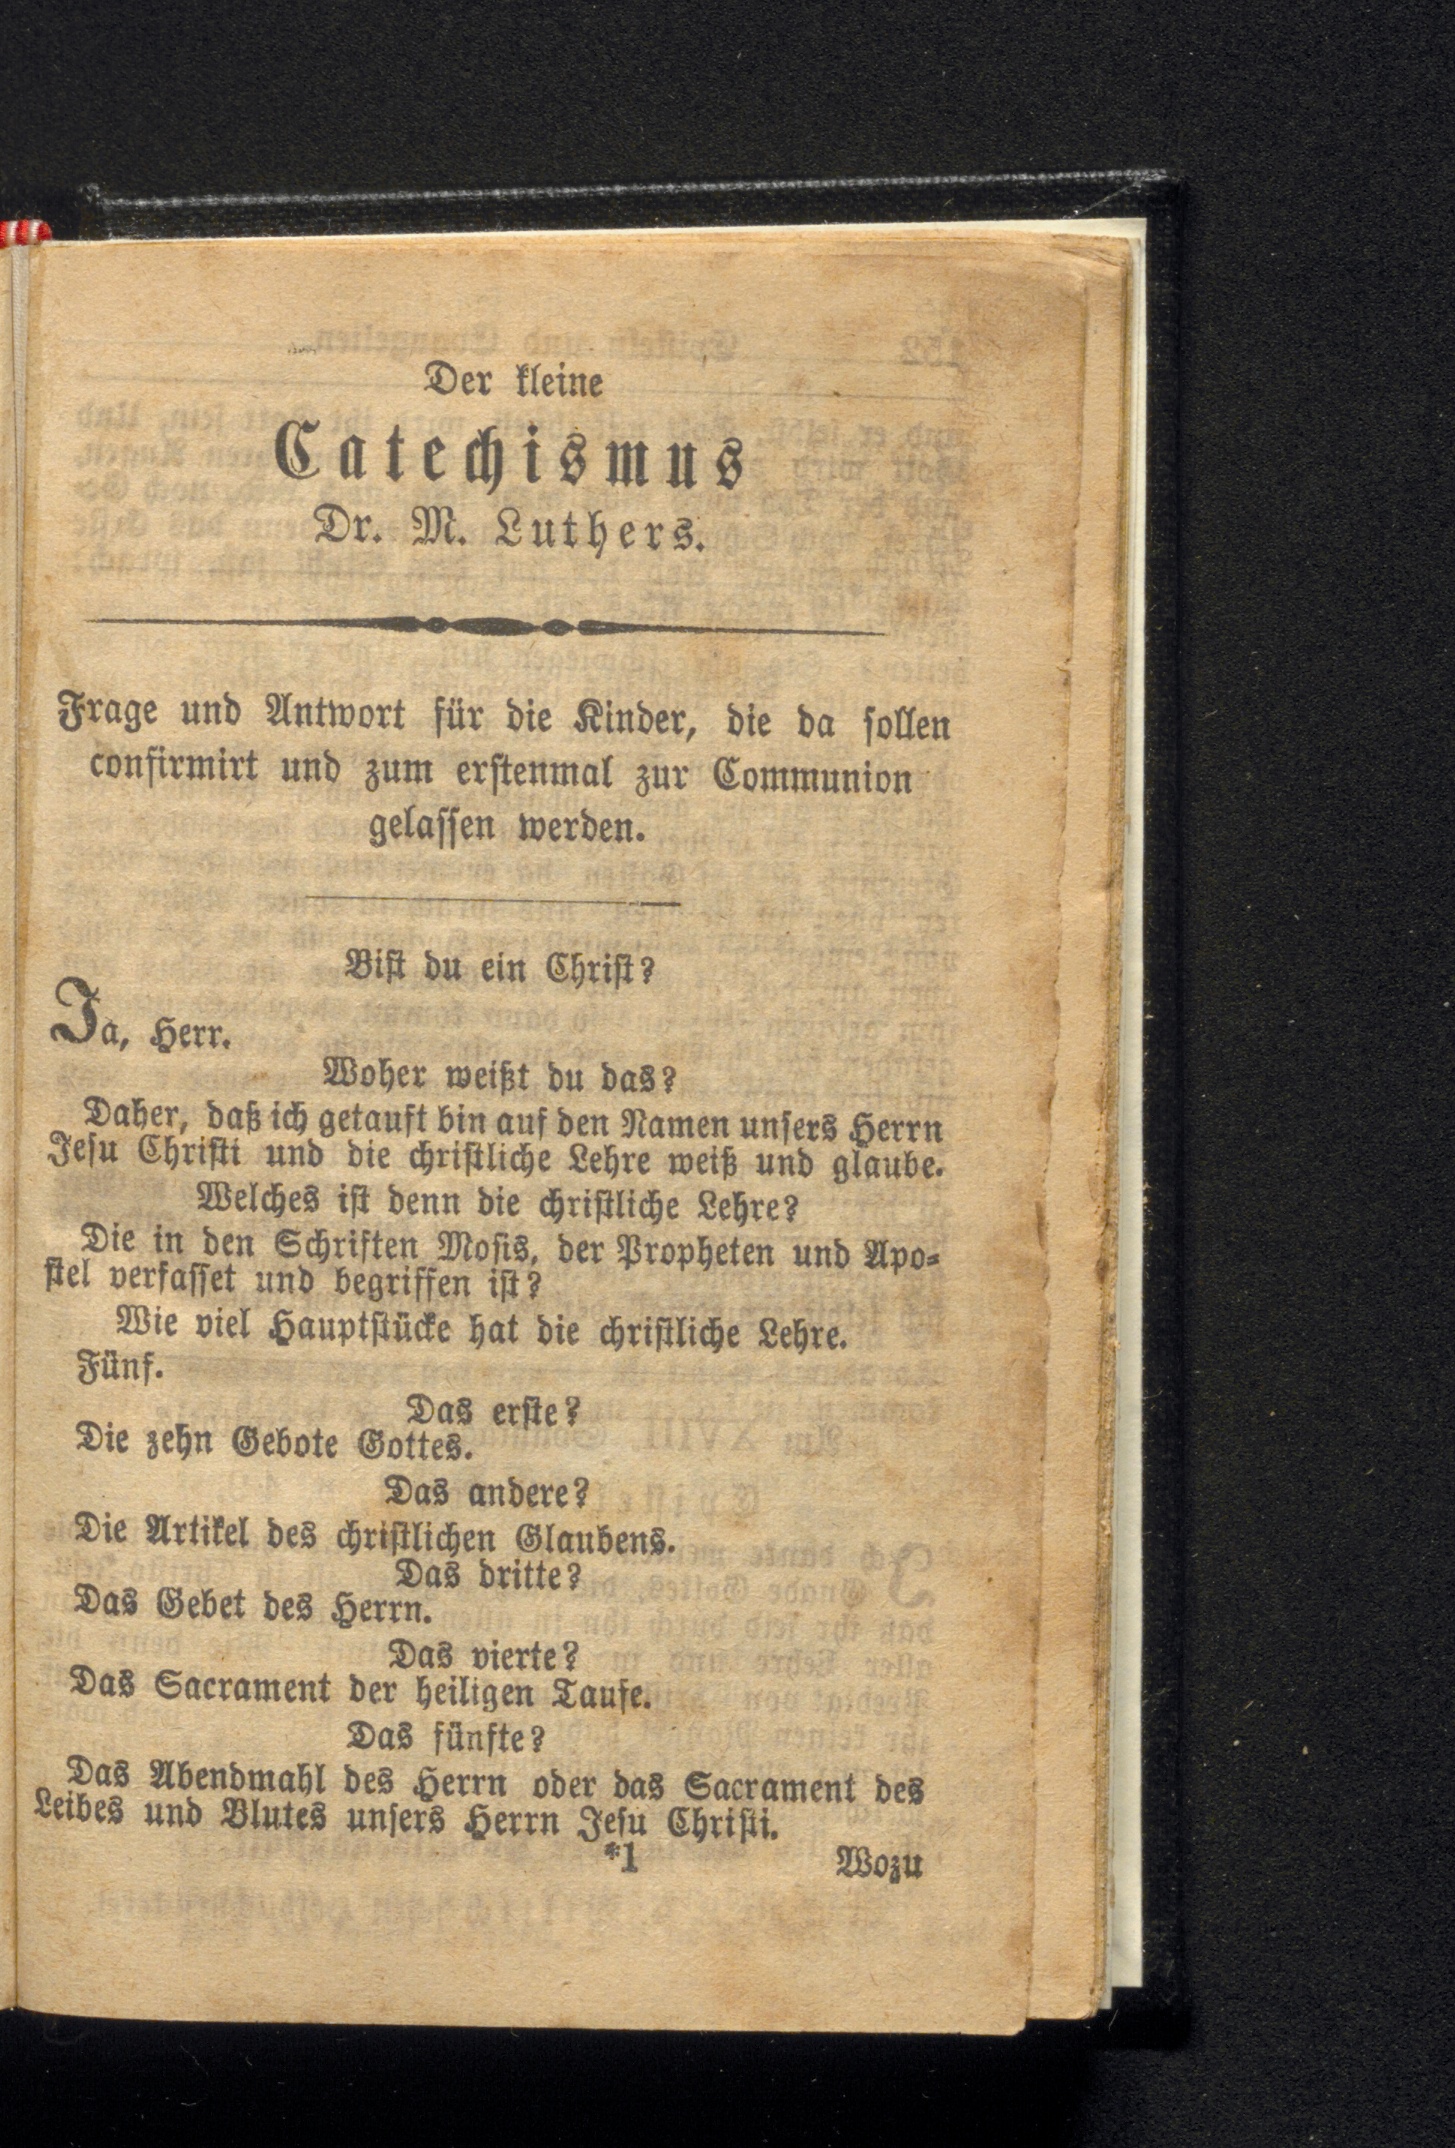 Der kleine
Catechismus
Dr. M. Luthers.
Frage und Antwort für die Kinder, die da sollen
confirmirt und zum erstenmal zur Communion
gelassen werden.
Bist du ein Christ?
Ja, Herr.
Woher weißt du das?
Daher, daß ich getauft bin auf den Namen unsers Herrn
Jesu Christi und die christliche Lehre weiß und glaube.
Welches ist denn die christliche Lehre?
Die in den Schriften Mosis, der Propheten und Apo-
stel verfasset und begriffen ist?
Wie viel Hauptstücke hat die christliche Lehre.
Fünf.
Das erste?
Die zehn Gebote Gottes.
Das andere?
Die Artikel des christlichen Glaubens.
Das dritte?
Das Gebet des Herrn.
Das vierte?
Das Sacrament der heiligen Taufe.
Das fünfte?
Das Abendmahl des Herrn oder das Sacrament des
Leibes und Blutes unsers Herrn Jesu Christi.
*1 Wozu